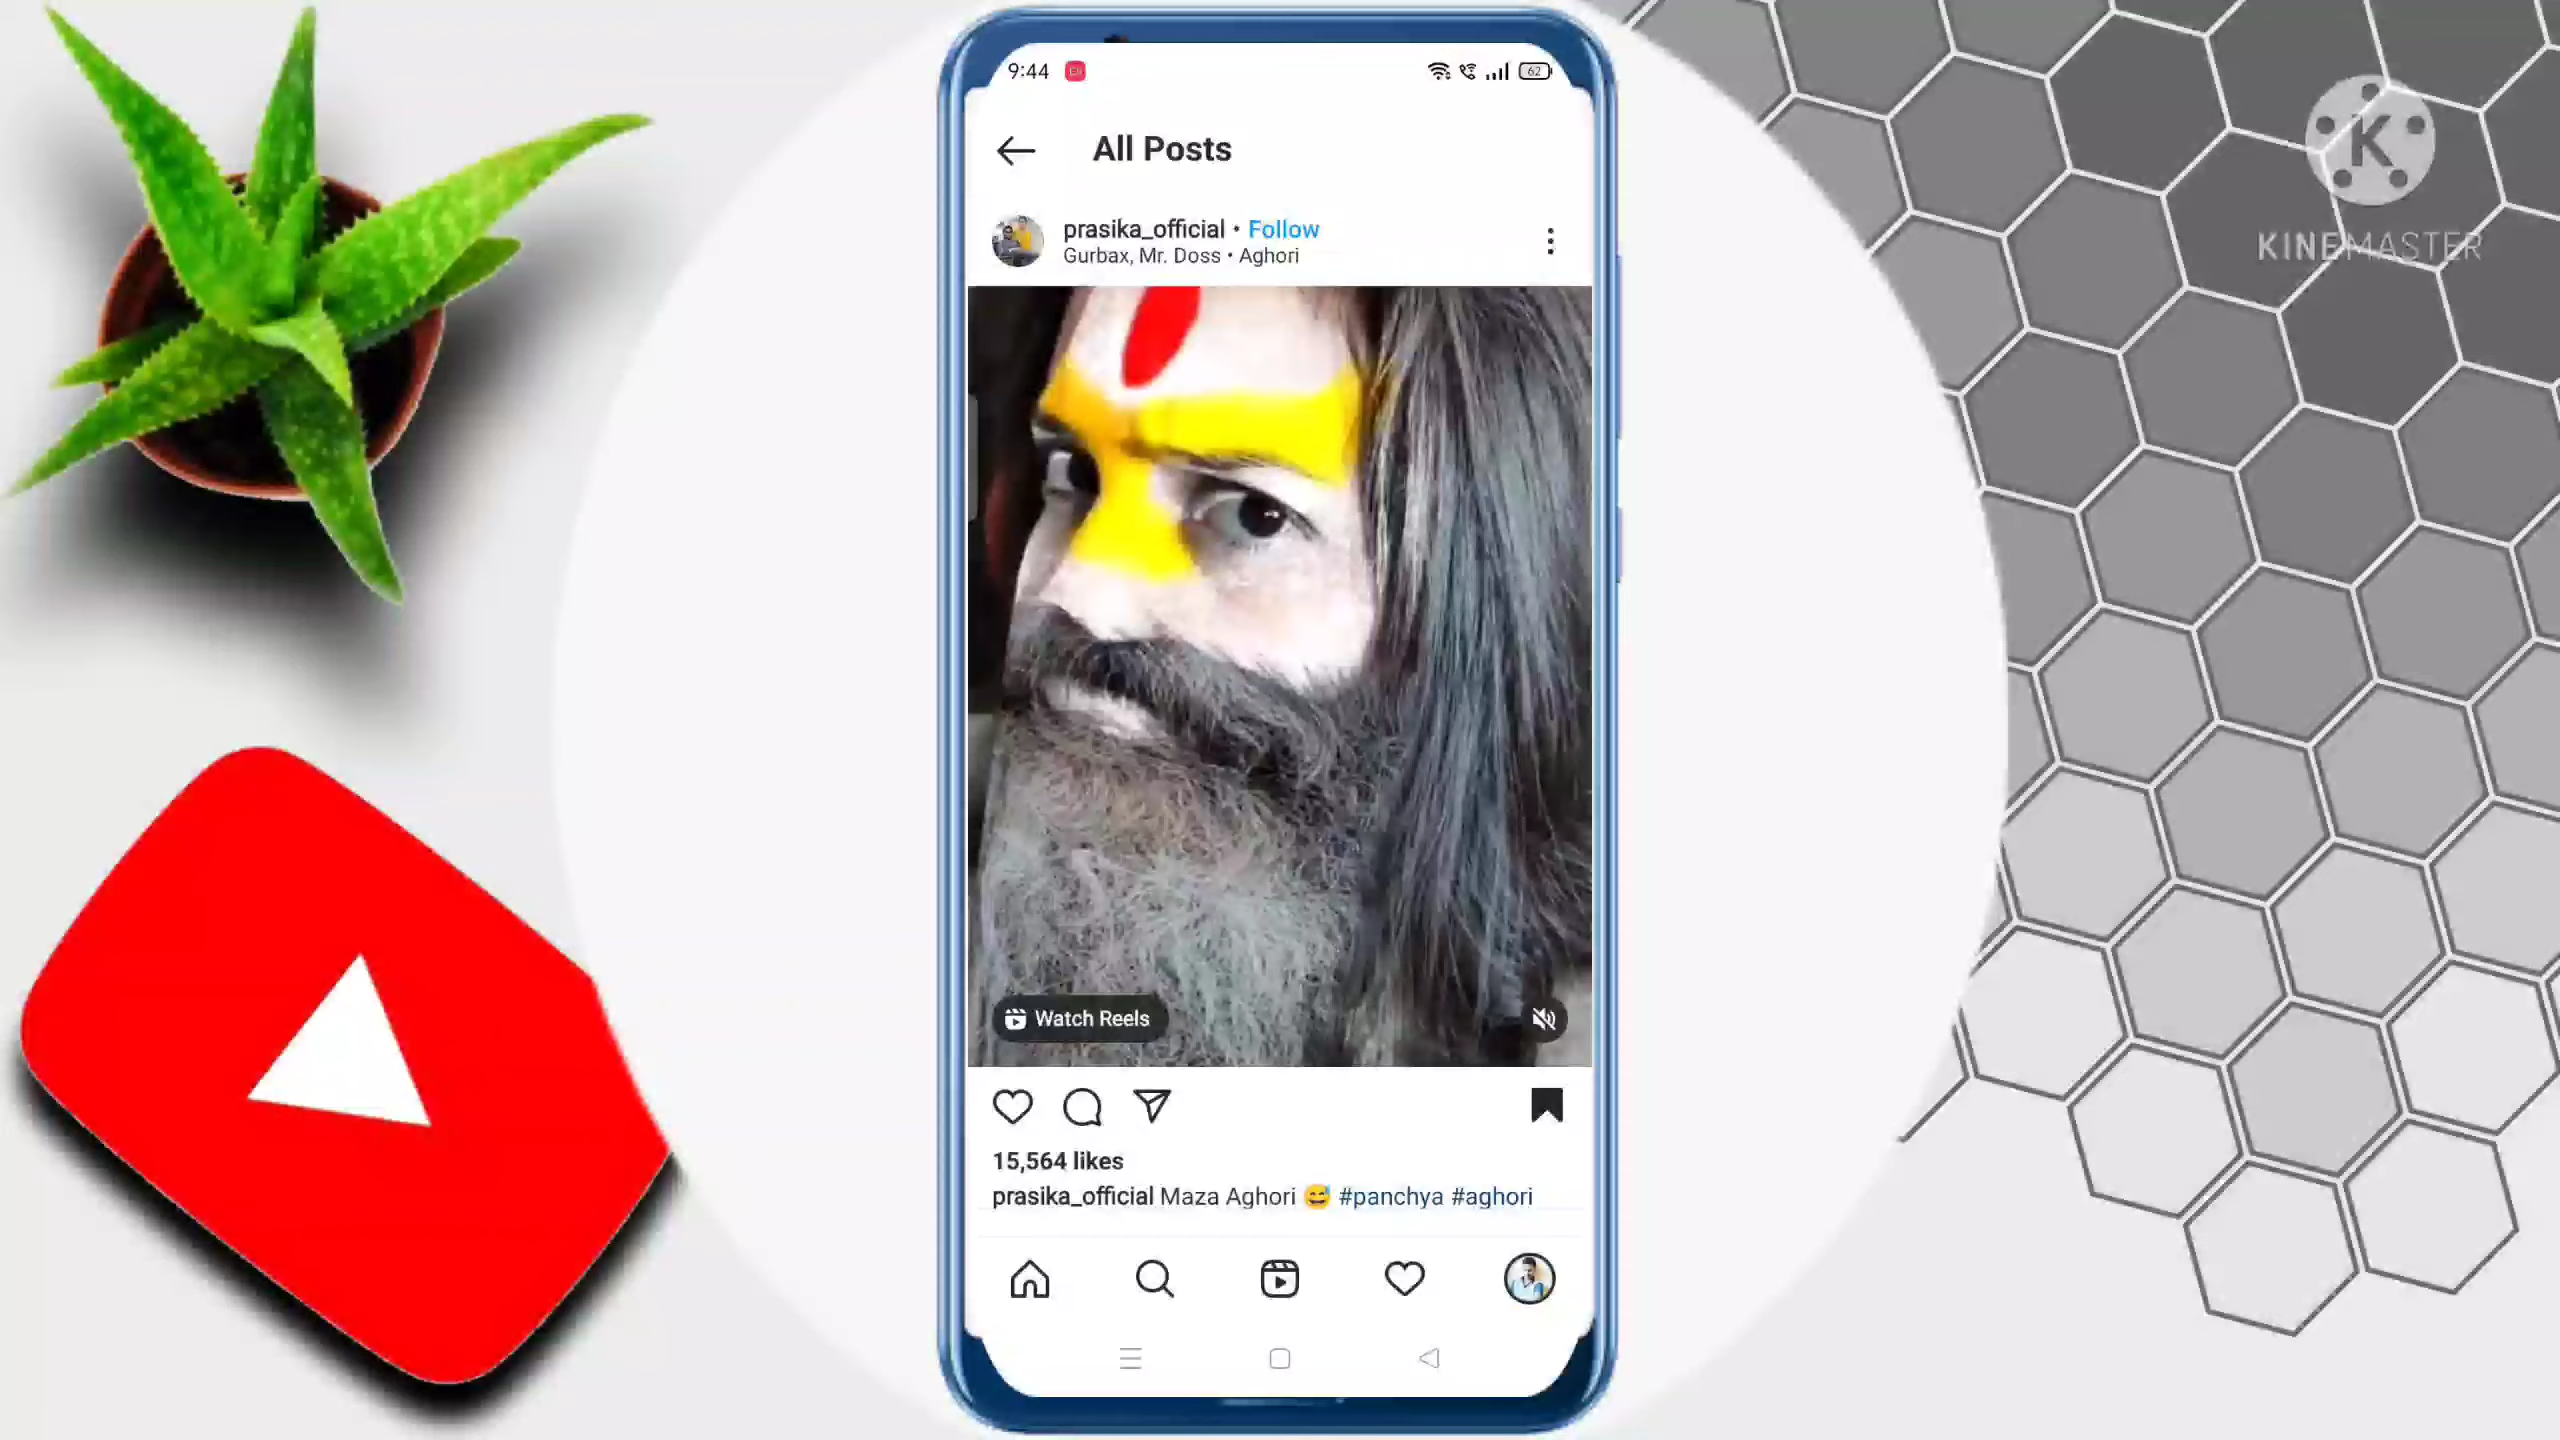 9:44
62
All Posts
prasika_official • Follow
Gurbax, Mr. Doss • Aghori
Watch Reels
15,564 likes
prasika_official Maza Aghori 😅 #panchya #aghori
K
KINEMASTER